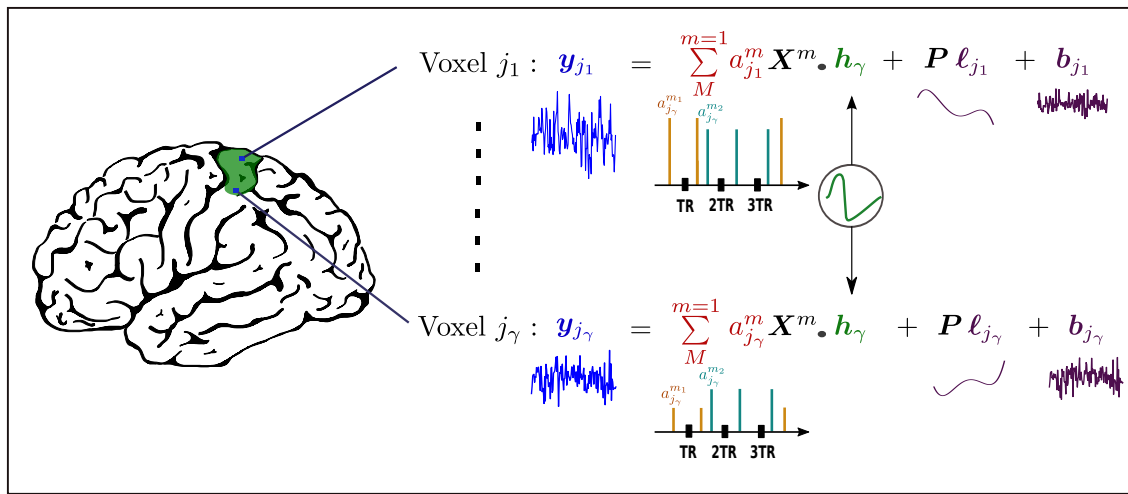 m=1
Voxel j₁ : y_{j₁} = ∑ a^m_{j₁} X^m . h_γ + P ℓ_{j₁} + b_{j₁}
M
a^{m₁}_{j_γ} a^{m₂}_{j_γ}
TR 2TR 3TR
m=1
Voxel j_γ : y_{j_γ} = ∑ a^m_{j_γ} X^m . h_γ + P ℓ_{j_γ} + b_{j_γ}
M
a^{m₁}_{j_γ} a^{m₂}_{j_γ}
TR 2TR 3TR